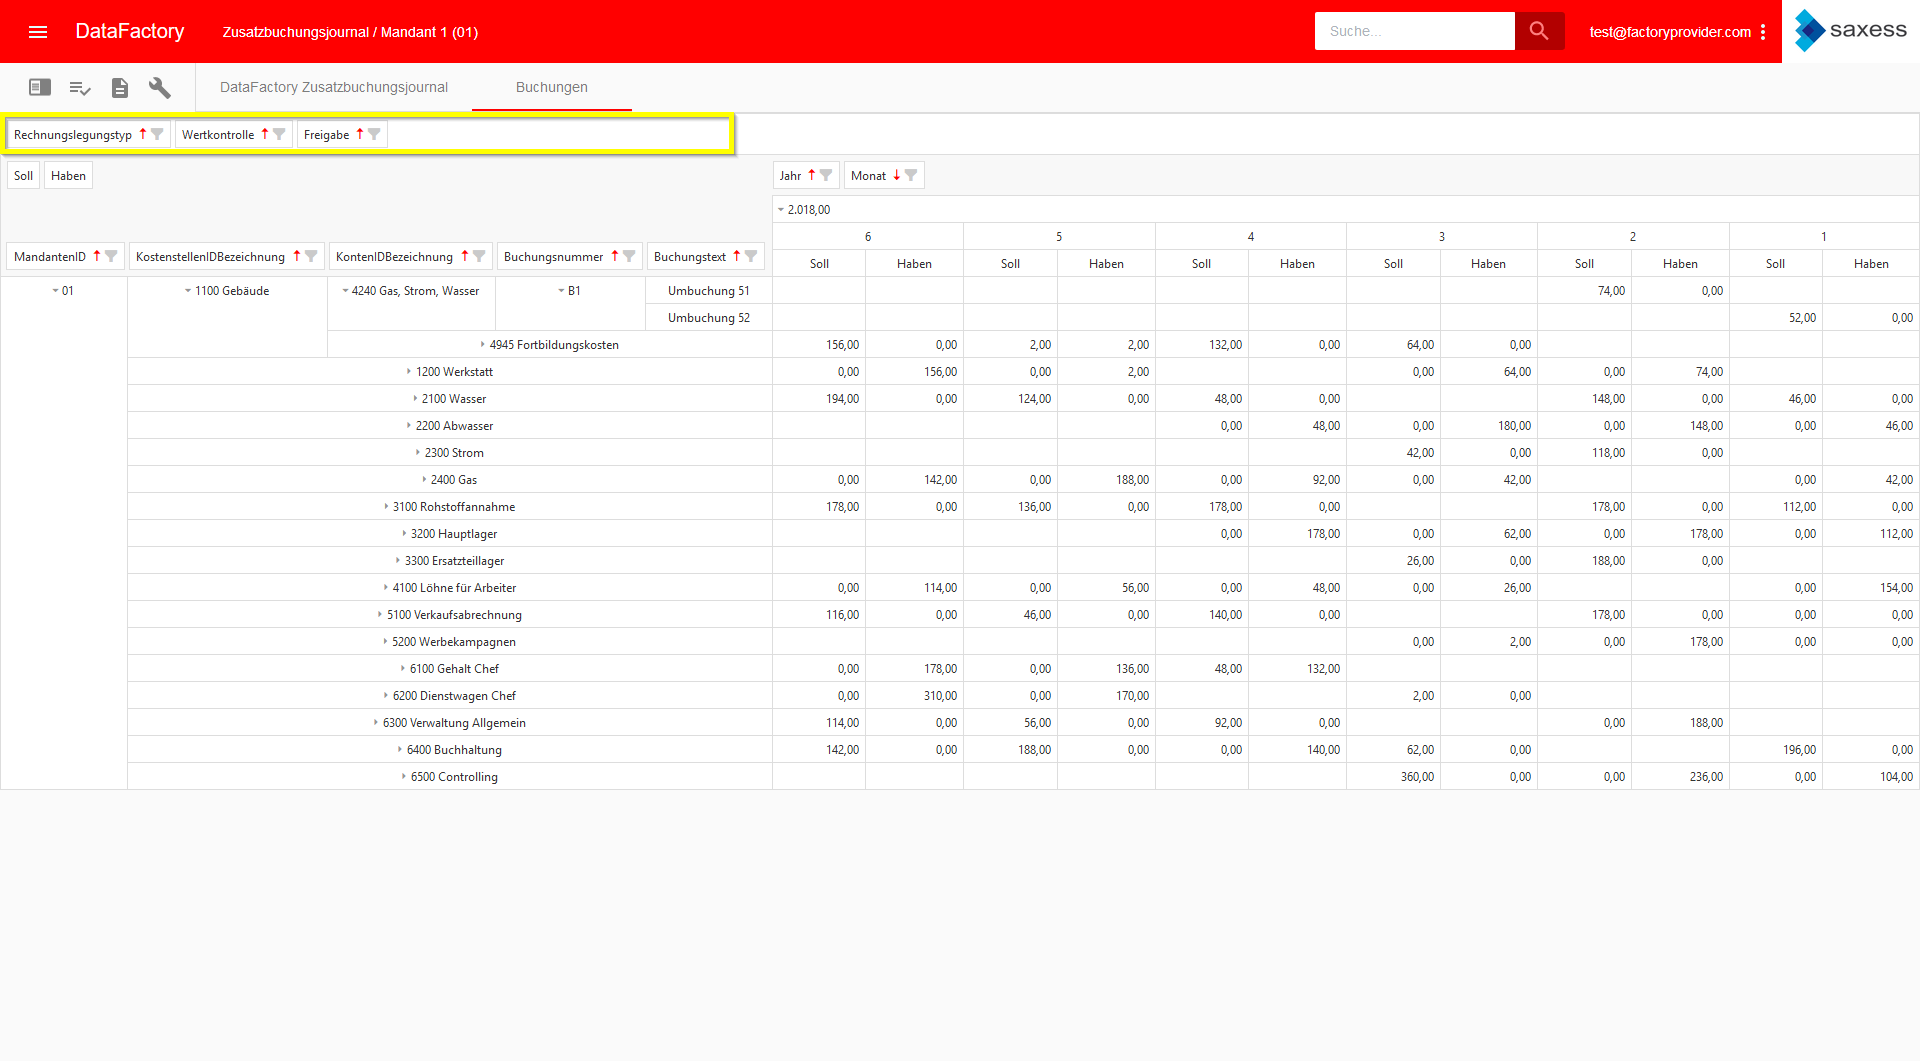 DataFactory Zusatzbuchungsjournal / Mandant 1 (01) Suche... test@factoryprovider.com saxess
DataFactory Zusatzbuchungsjournal Buchungen
Rechnungslegungstyp Wertkontrolle Freigabe
Soll Haben Jahr Monat
2.018,00
6 5 4 3 2 1
MandantenID KostenstellenIDBezeichnung KontenIDBezeichnung Buchungsnummer Buchungstext
Soll Haben Soll Haben Soll Haben Soll Haben Soll Haben Soll Haben
01 1100 Gebäude 4240 Gas, Strom, Wasser B1 Umbuchung 51 74,00 0,00
Umbuchung 52 52,00 0,00
4945 Fortbildungskosten 156,00 0,00 2,00 2,00 132,00 0,00 64,00 0,00
1200 Werkstatt 0,00 156,00 0,00 2,00 0,00 64,00 0,00 74,00
2100 Wasser 194,00 0,00 124,00 0,00 48,00 0,00 148,00 0,00 46,00 0,00
2200 Abwasser 0,00 48,00 0,00 180,00 0,00 148,00 0,00 46,00
2300 Strom 42,00 0,00 118,00 0,00
2400 Gas 0,00 142,00 0,00 188,00 0,00 92,00 0,00 42,00 0,00 42,00
3100 Rohstoffannahme 178,00 0,00 136,00 0,00 178,00 0,00 178,00 0,00 112,00 0,00
3200 Hauptlager 0,00 178,00 0,00 62,00 0,00 178,00 0,00 112,00
3300 Ersatzteillager 26,00 0,00 188,00 0,00
4100 Löhne für Arbeiter 0,00 114,00 0,00 56,00 0,00 48,00 0,00 26,00 0,00 154,00
5100 Verkaufsabrechnung 116,00 0,00 46,00 0,00 140,00 0,00 178,00 0,00 0,00 0,00
5200 Werbekampagnen 0,00 2,00 0,00 178,00 0,00 0,00
6100 Gehalt Chef 0,00 178,00 0,00 136,00 48,00 132,00
6200 Dienstwagen Chef 0,00 310,00 0,00 170,00 2,00 0,00
6300 Verwaltung Allgemein 114,00 0,00 56,00 0,00 92,00 0,00 0,00 188,00
6400 Buchhaltung 142,00 0,00 188,00 0,00 0,00 140,00 62,00 0,00 196,00 0,00
6500 Controlling 360,00 0,00 0,00 236,00 0,00 104,00